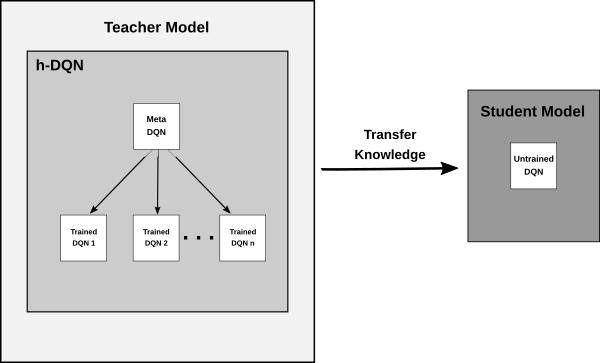 Teacher Model
h-DQN
Meta
DQN
Trained
DQN 1
Trained
DQN 2
. . .
Trained
DQN n
Transfer
Knowledge
Student Model
Untrained
DQN